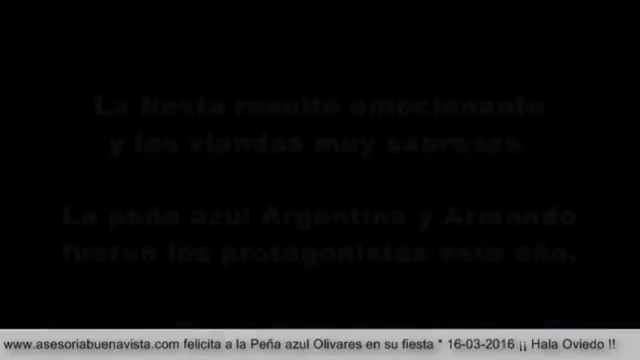 La fiesta resultó emocionante
y las viandas muy sabrosas.
La peña azul Argentina y Armando
fueron los protagonistas este año.
www.asesoriabuenavista.com felicita a la Peña azul Olivares en su fiesta * 16-03-2016 ¡¡ Hala Oviedo !!